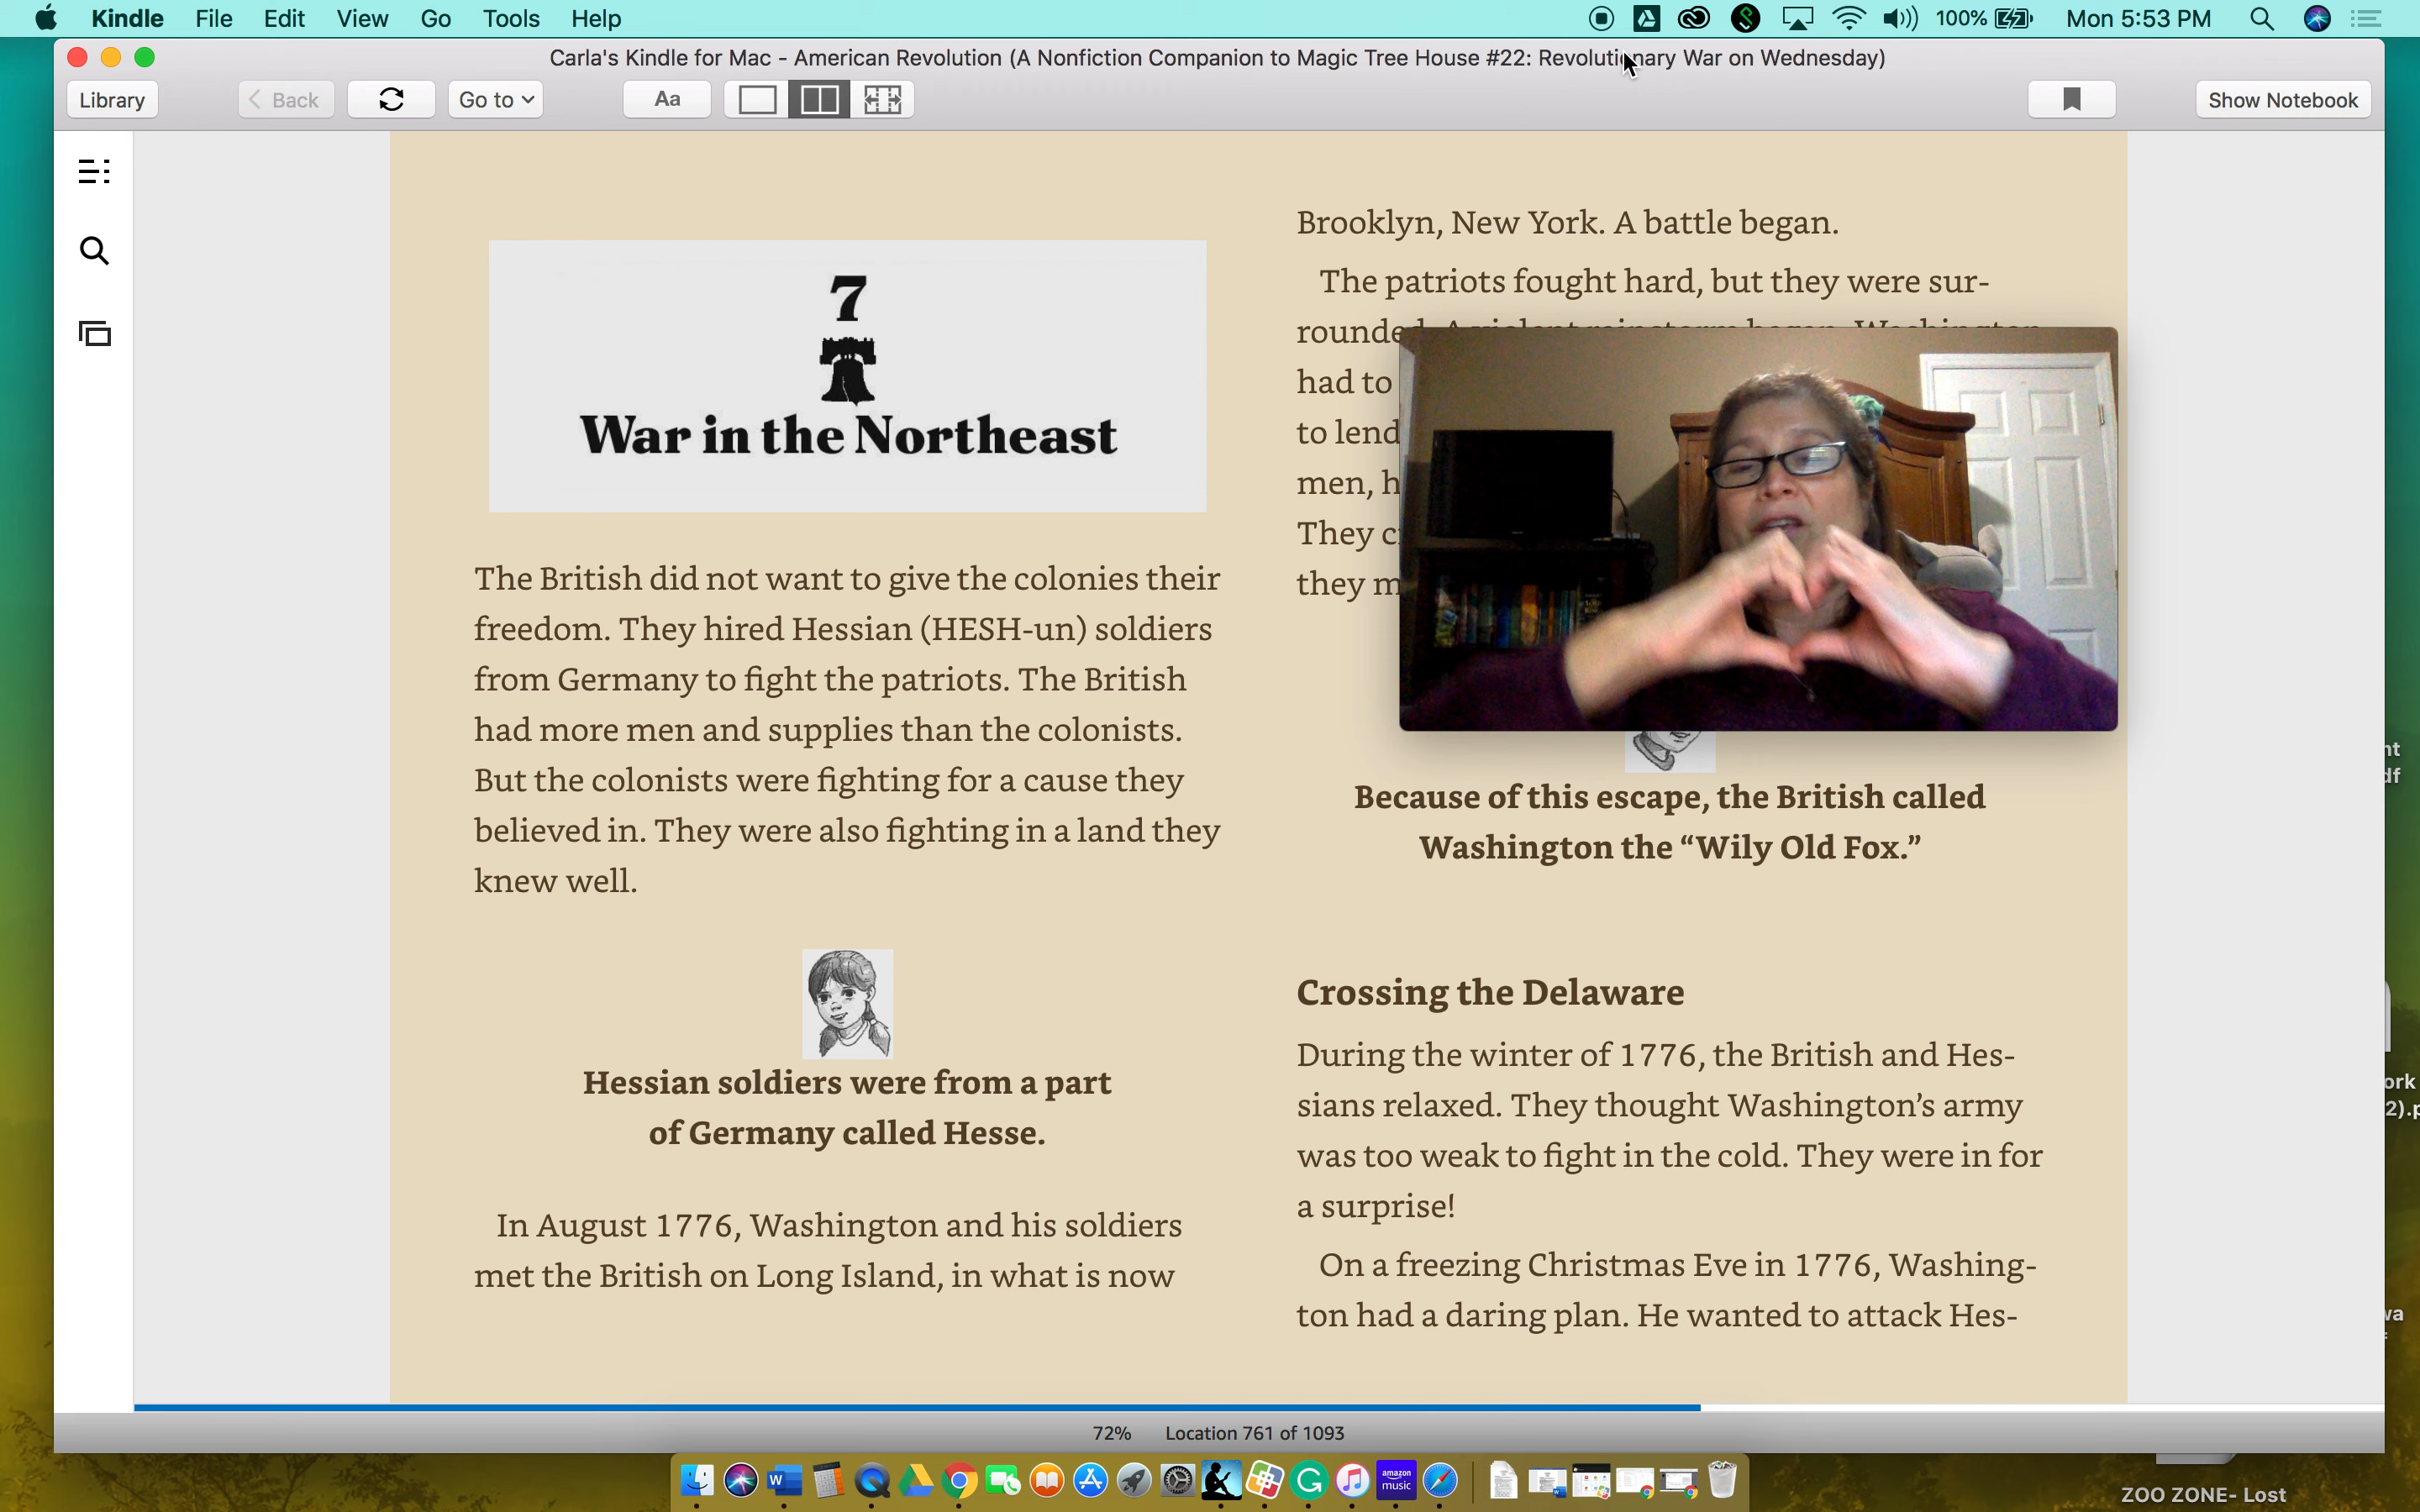 Kindle File Edit View Go Tools Help
100% Mon 5:53 PM
Carla's Kindle for Mac - American Revolution (A Nonfiction Companion to Magic Tree House #22: Revolutionary War on Wednesday)
Library Back Go to Aa Show Notebook
7
War in the Northeast
The British did not want to give the colonies their
freedom. They hired Hessian (HESH-un) soldiers
from Germany to fight the patriots. The British
had more men and supplies than the colonists.
But the colonists were fighting for a cause they
believed in. They were also fighting in a land they
knew well.
Hessian soldiers were from a part
of Germany called Hesse.
In August 1776, Washington and his soldiers
met the British on Long Island, in what is now
Brooklyn, New York. A battle began.
The patriots fought hard, but they were sur-
rounded. A violent rainstorm began. Washington
had to
to lend
men,
They
they
Because of this escape, the British called
Washington the “Wily Old Fox.”
Crossing the Delaware
During the winter of 1776, the British and Hes-
sians relaxed. They thought Washington’s army
was too weak to fight in the cold. They were in for
a surprise!
On a freezing Christmas Eve in 1776, Washing-
ton had a daring plan. He wanted to attack Hes-
72% Location 761 of 1093
amazon
music
ZOO ZONE- Lost